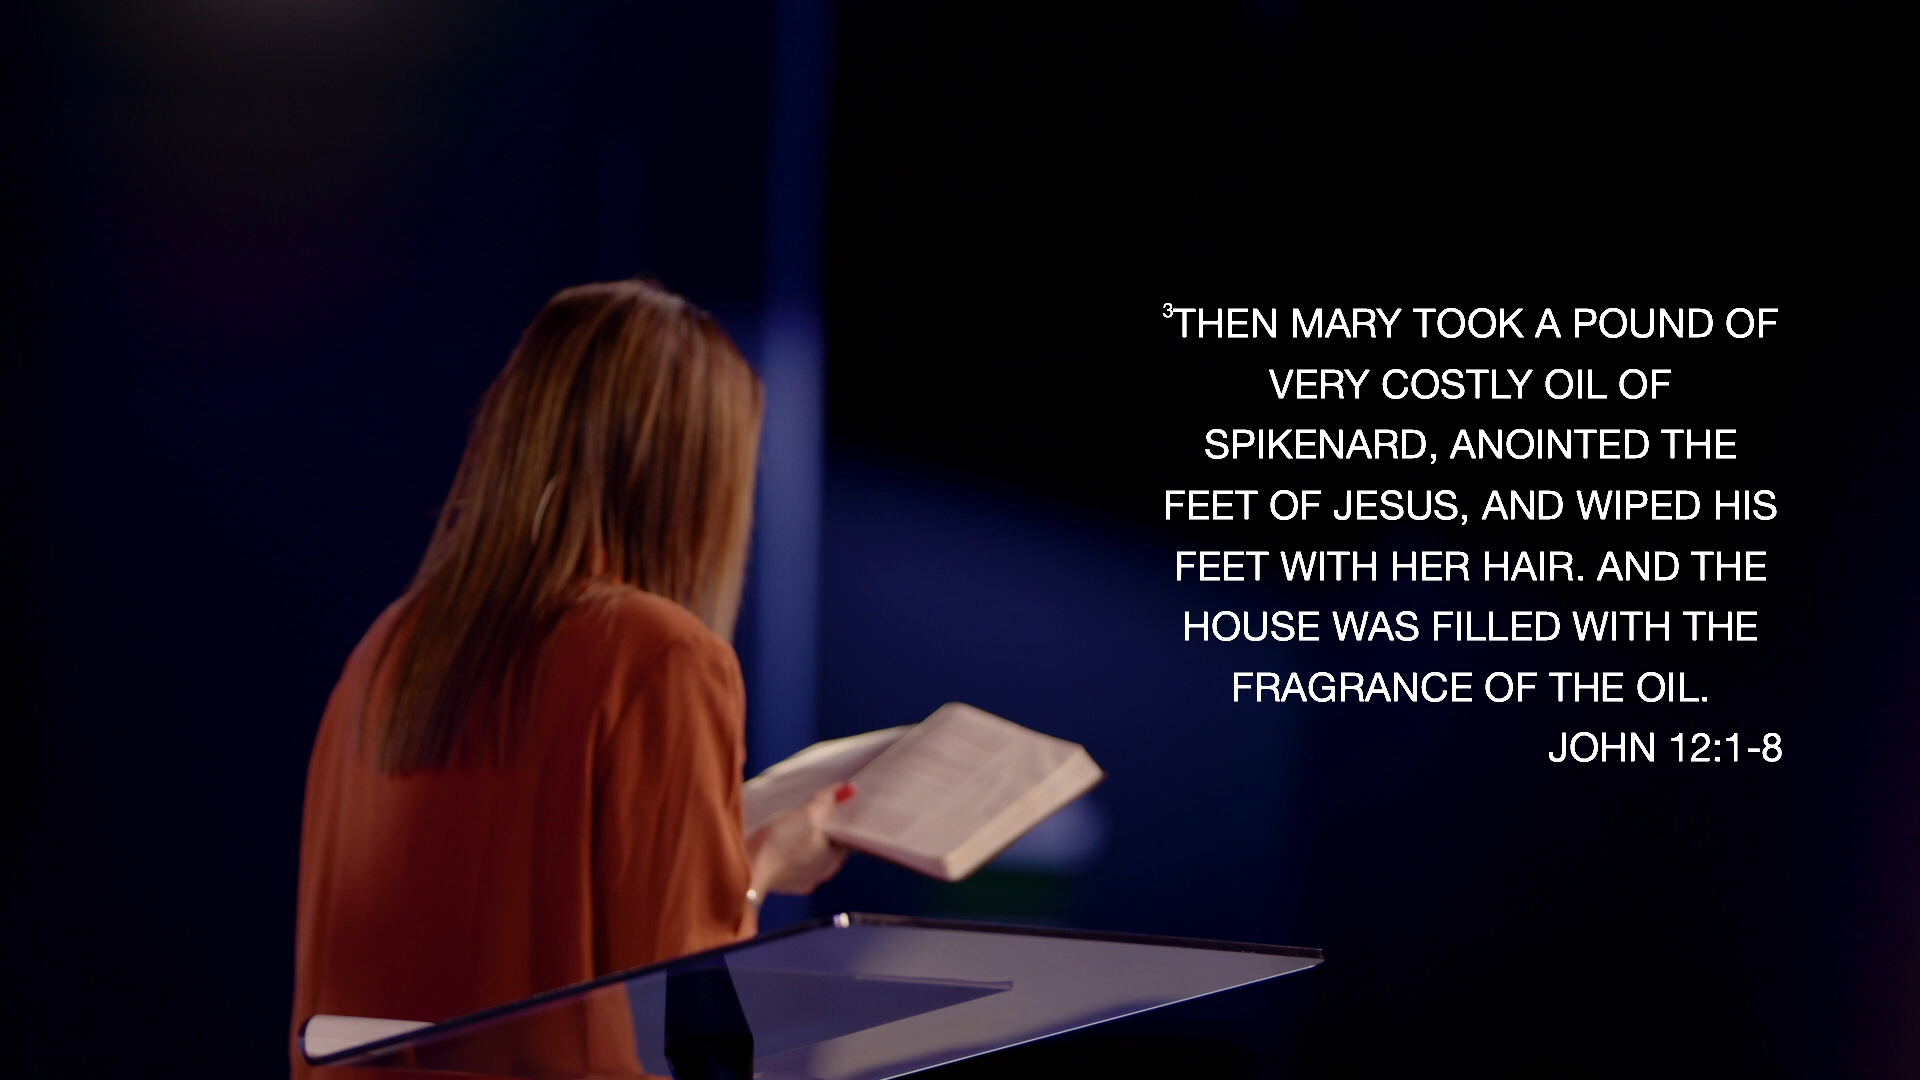 ³THEN MARY TOOK A POUND OF
VERY COSTLY OIL OF
SPIKENARD, ANOINTED THE
FEET OF JESUS, AND WIPED HIS
FEET WITH HER HAIR. AND THE
HOUSE WAS FILLED WITH THE
FRAGRANCE OF THE OIL.
JOHN 12:1-8